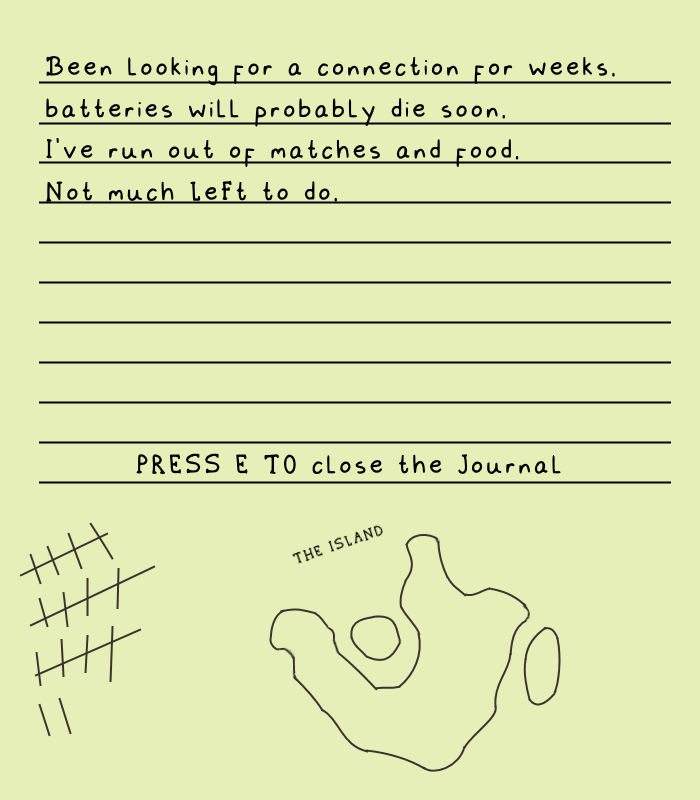 Been Looking for a connection for weeks.
batteries will probably die soon.
I've run out of matches and food.
Not much left to do.
PRESS E TO close the Journal
THE ISLAND